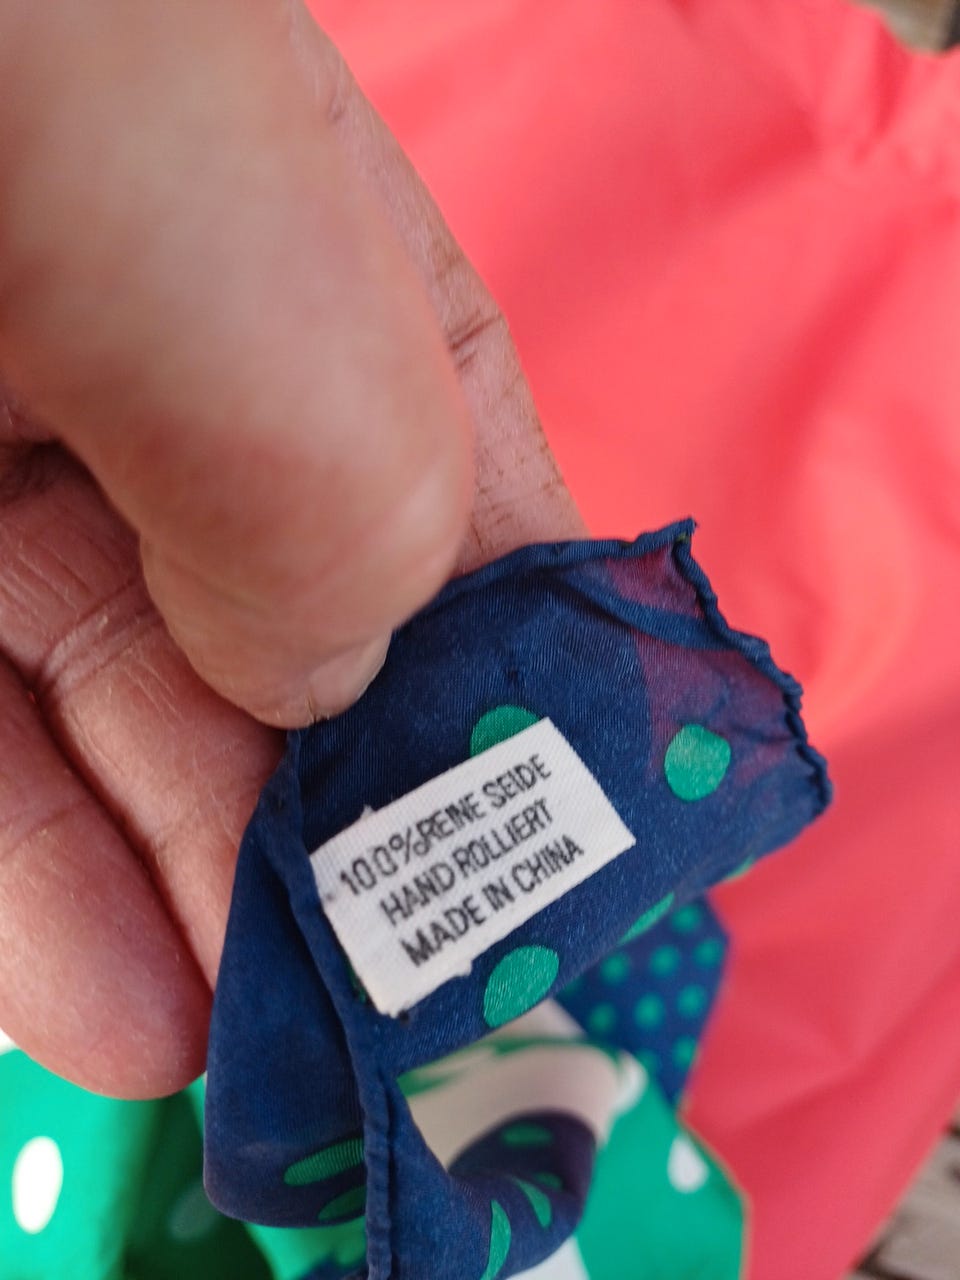 100% REINE SEIDE
HAND ROLLIERT
MADE IN CHINA